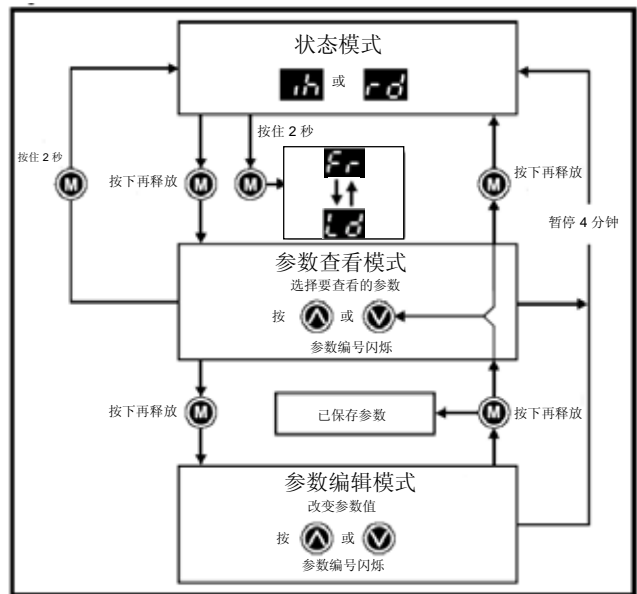 状态模式
ih 或 rd
按住 2 秒
按住 2 秒
M 按下再释放 M M M 按下再释放
Fr
Ld
暂停 4 分钟
参数查看模式
选择要查看的参数
按 或
参数编号闪烁
按下再释放 M 已保存参数 M 按下再释放
参数编辑模式
改变参数值
按 或
参数编号闪烁